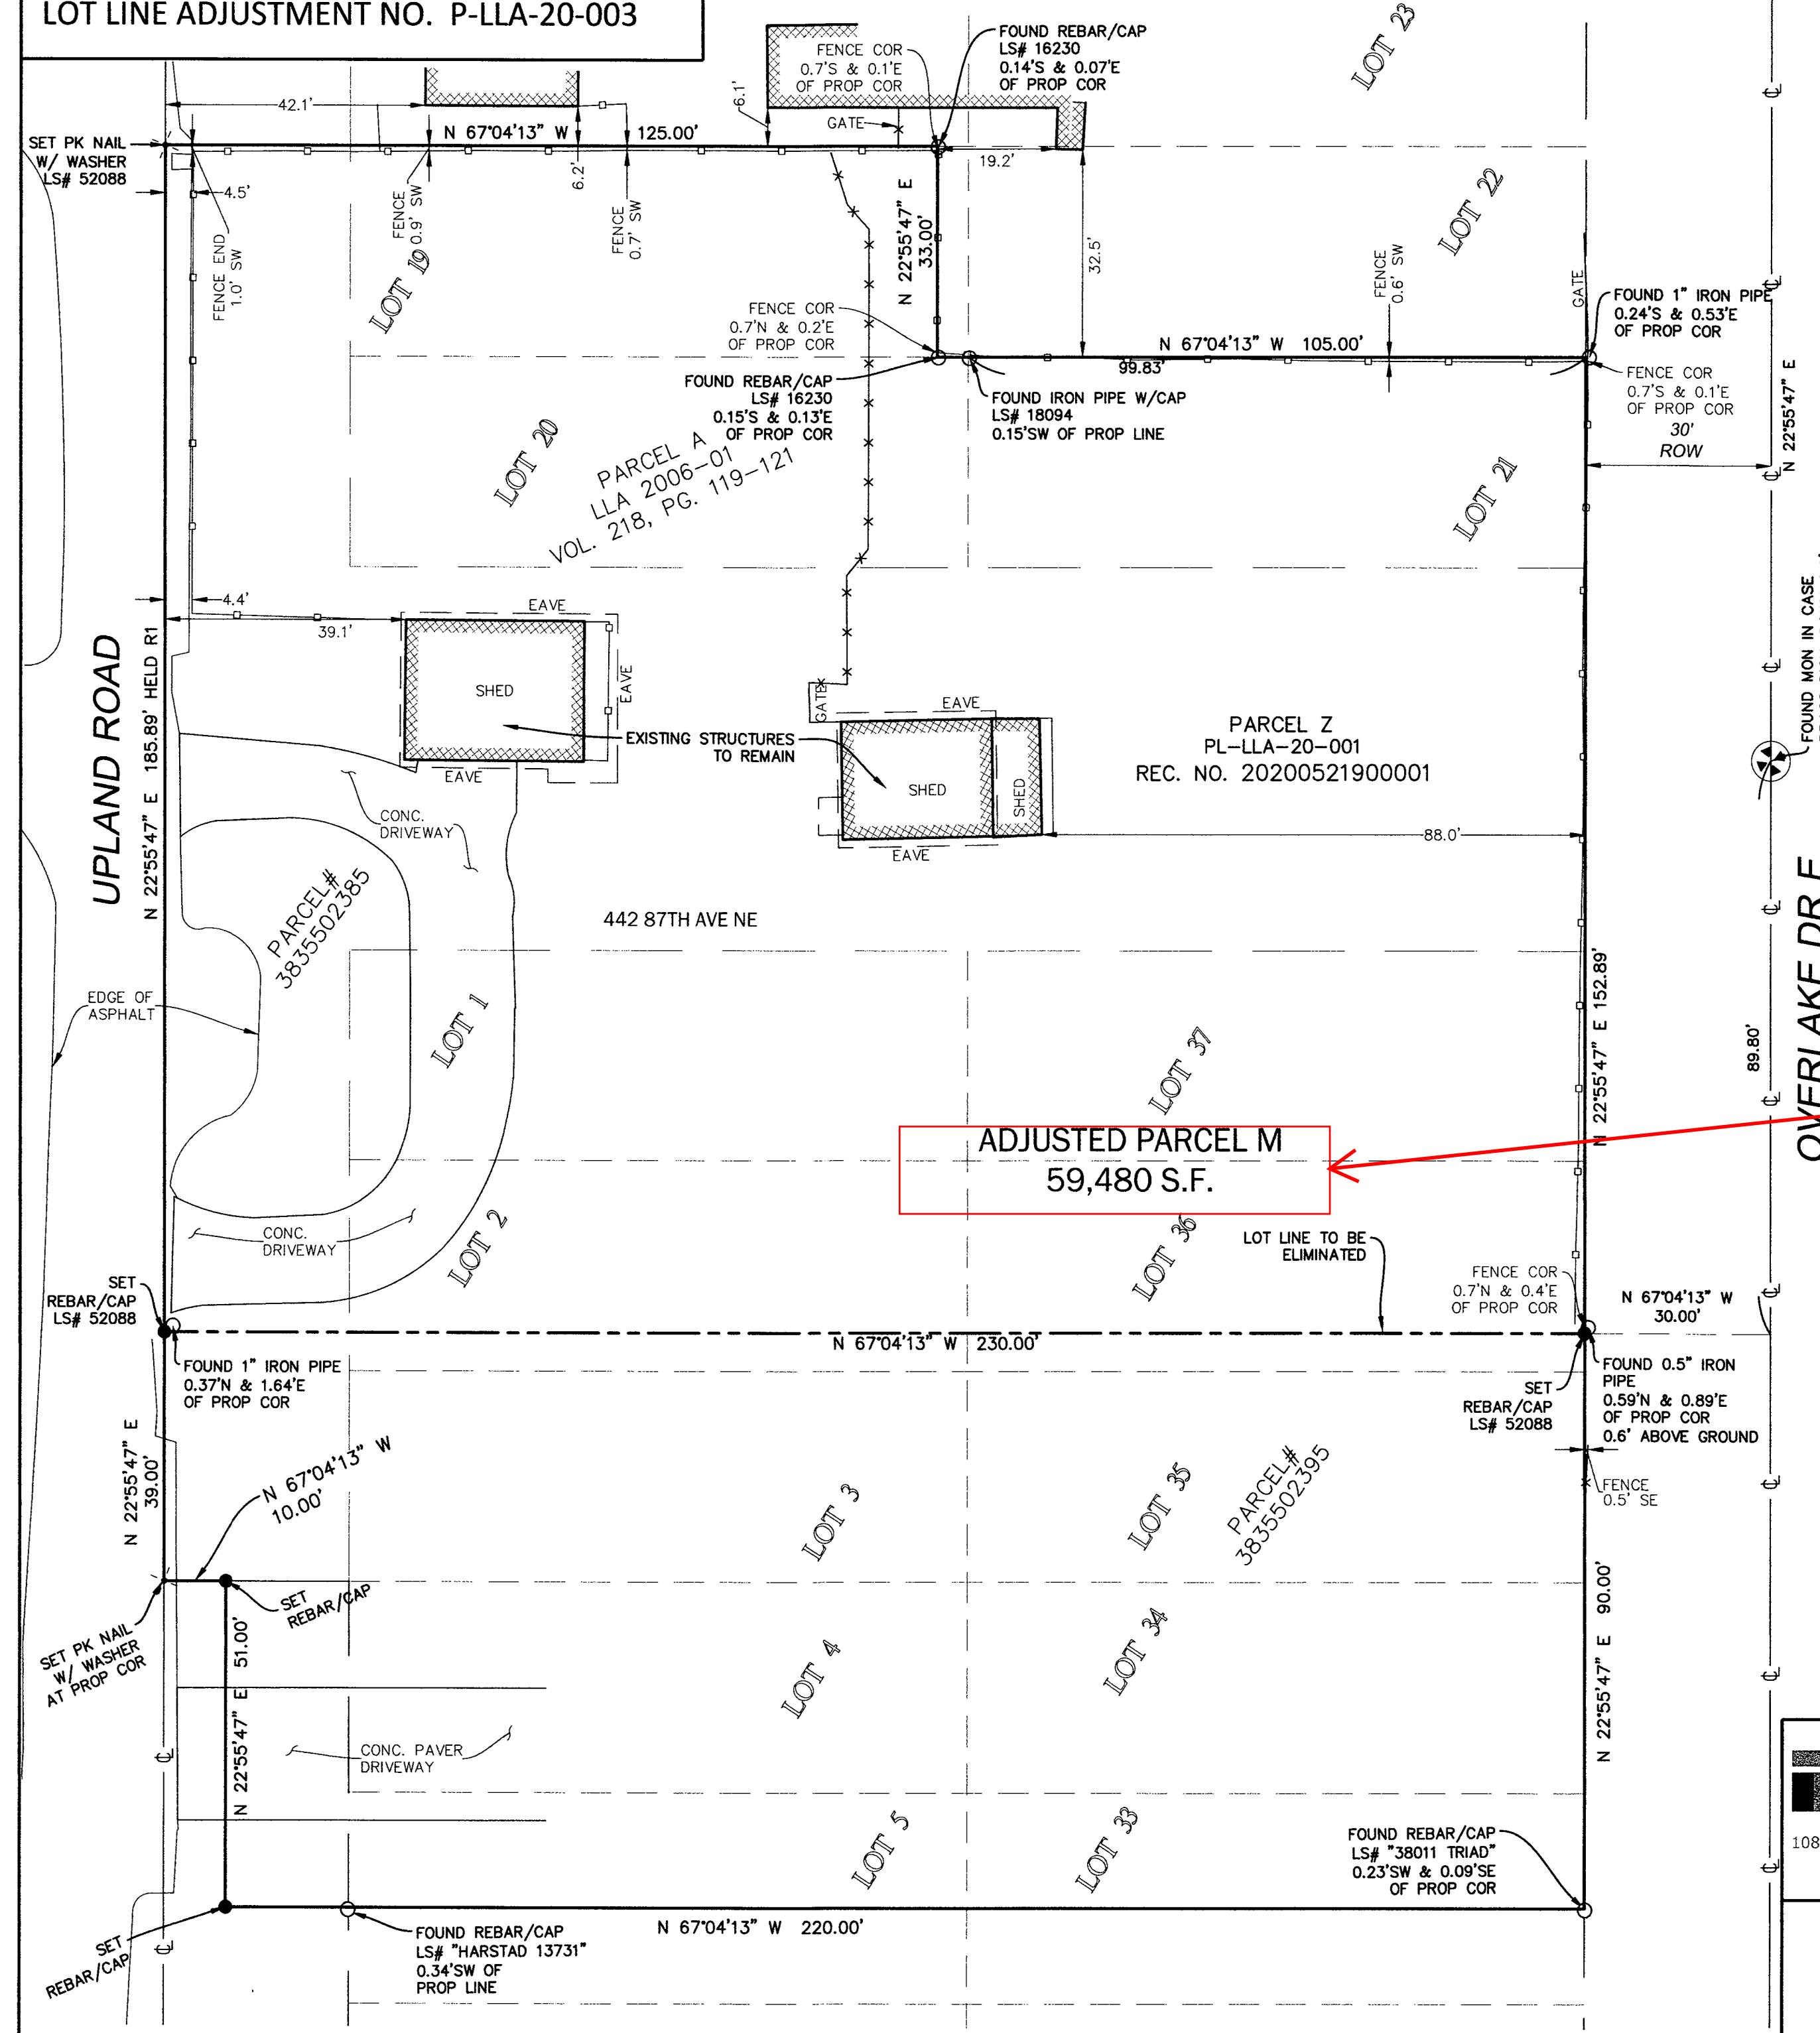 LOT LINE ADJUSTMENT NO. P-LLA-20-003
LOT 23
FENCE COR
0.7'S & 0.1'E
OF PROP COR
FOUND REBAR/CAP
LS# 16230
0.14'S & 0.07'E
OF PROP COR
42.1'
6.1'
GATE
SET PK NAIL
W/ WASHER
LS# 52088
N 67°04'13" W 125.00'
19.2'
4.5'
6.2'
FENCE END
1.0' SW
FENCE
0.9' SW
FENCE
0.7' SW
LOT 19
N 22°55'47" E
33.00'
32.5'
LOT 22
FENCE
0.6' SW
GATE
FOUND 1" IRON PIPE
0.24'S & 0.53'E
OF PROP COR
FENCE COR
0.7'N & 0.2'E
OF PROP COR
N 67°04'13" W 105.00'
99.83'
FOUND REBAR/CAP
LS# 16230
0.15'S & 0.13'E
OF PROP COR
FOUND IRON PIPE W/CAP
LS# 18094
0.15'SW OF PROP LINE
FENCE COR
0.7'S & 0.1'E
OF PROP COR
30'
ROW
N 22°55'47" E
LOT 20
PARCEL A
LLA 2006-01
VOL. 218, PG. 119-121
LOT 21
FOUND MON IN CASE
4.4'
39.1'
EAVE
SHED
EAVE
EAVE
UPLAND ROAD
N 22°55'47" E 185.89' HELD R1
GATE
EAVE
EXISTING STRUCTURES
TO REMAIN
SHED
SHED
EAVE
PARCEL Z
PL-LLA-20-001
REC. NO. 20200521900001
88.0'
CONC.
DRIVEWAY
PARCEL#
3835502385
442 87TH AVE NE
EDGE OF
ASPHALT
LOT 1
LOT 37
N 22°55'47" E 152.89'
89.80'
OVERLAKE DR E
ADJUSTED PARCEL M
59,480 S.F.
CONC.
DRIVEWAY
LOT 2
LOT 36
LOT LINE TO BE
ELIMINATED
FENCE COR
0.7'N & 0.4'E
OF PROP COR
N 67°04'13" W
30.00'
SET
REBAR/CAP
LS# 52088
N 67°04'13" W 230.00'
FOUND 1" IRON PIPE
0.37'N & 1.64'E
OF PROP COR
SET
REBAR/CAP
LS# 52088
FOUND 0.5" IRON
PIPE
0.59'N & 0.89'E
OF PROP COR
0.6' ABOVE GROUND
N 22°55'47" E
39.00'
N 67°04'13" W
10.00'
LOT 3
LOT 35
PARCEL#
3835502395
FENCE
0.5' SE
SET
REBAR/CAP
SET PK NAIL
W/ WASHER
AT PROP COR
N 22°55'47" E 51.00'
LOT 4
LOT 34
N 22°55'47" E 90.00'
CONC. PAVER
DRIVEWAY
LOT 5
LOT 33
FOUND REBAR/CAP
LS# "38011 TRIAD"
0.23'SW & 0.09'SE
OF PROP COR
108
N 67°04'13" W 220.00'
SET
REBAR/CAP
FOUND REBAR/CAP
LS# "HARSTAD 13731"
0.34'SW OF
PROP LINE